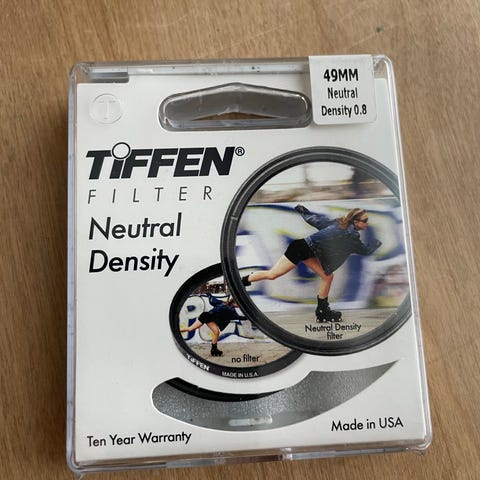 49MM
Neutral
Density 0.8
T
TiFFEN®
FILTER
Neutral
Density
Neutral Density
filter
no filter
TiFFEN
MADE IN U.S.A.
Ten Year Warranty
Made in USA